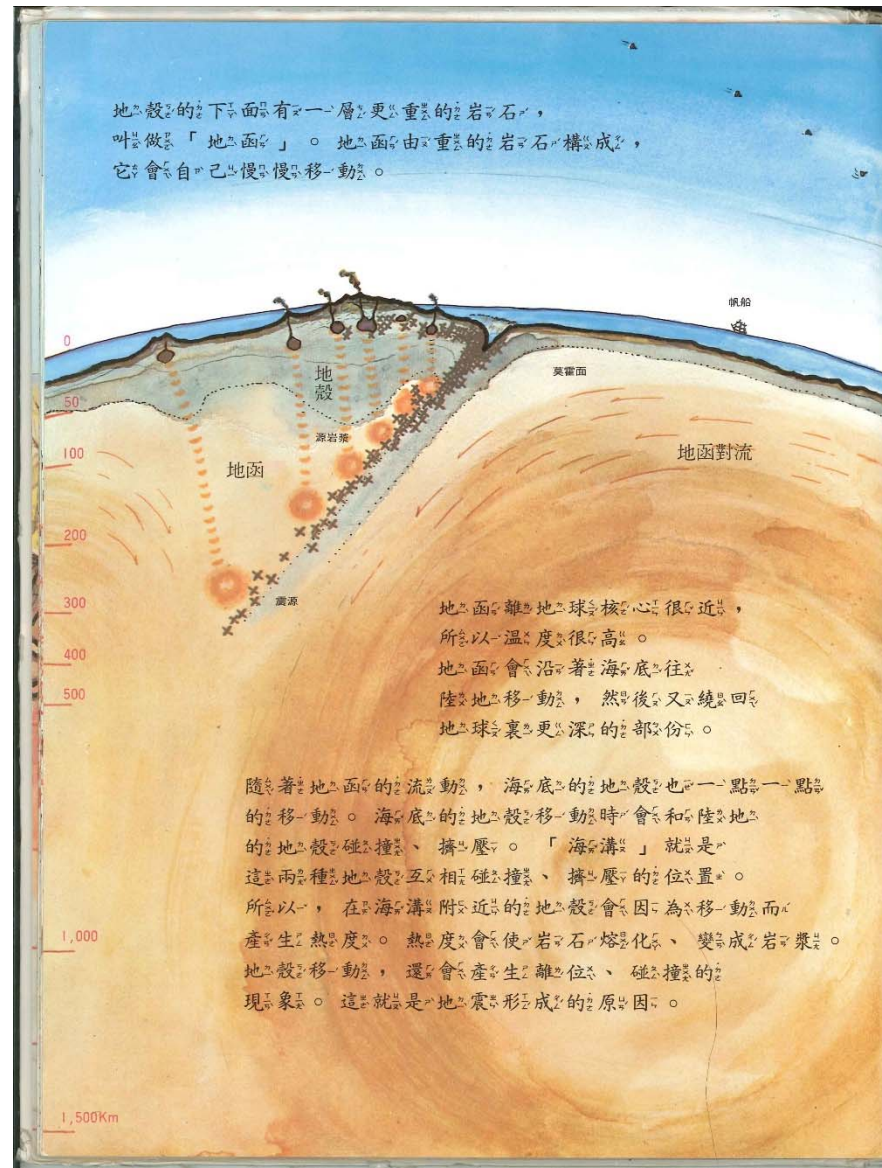 地殼的下面有一層更重的岩石，
叫做「地函」。地函由重的岩石構成，
它會自己慢慢移動。
帆船
0
地殼
莫霍面
50
源岩漿
100
地函
地函對流
200
震源
300
400
500
地函離地球核心很近，
所以溫度很高。
地函會沿著海底往
陸地移動，然後又繞回
地球裏更深的部份。
隨著地函的流動，海底的地殼也一點一點
的移動。海底的地殼移動時會和陸地
的地殼碰撞、擠壓。「海溝」就是
這兩種地殼互相碰撞、擠壓的位置。
所以，在海溝附近的地殼會因為移動而
產生熱度。熱度會使岩石熔化、變成岩漿。
1,000
地殼移動，還會產生離位、碰撞的
現象。這就是地震形成的原因。
1,500Km